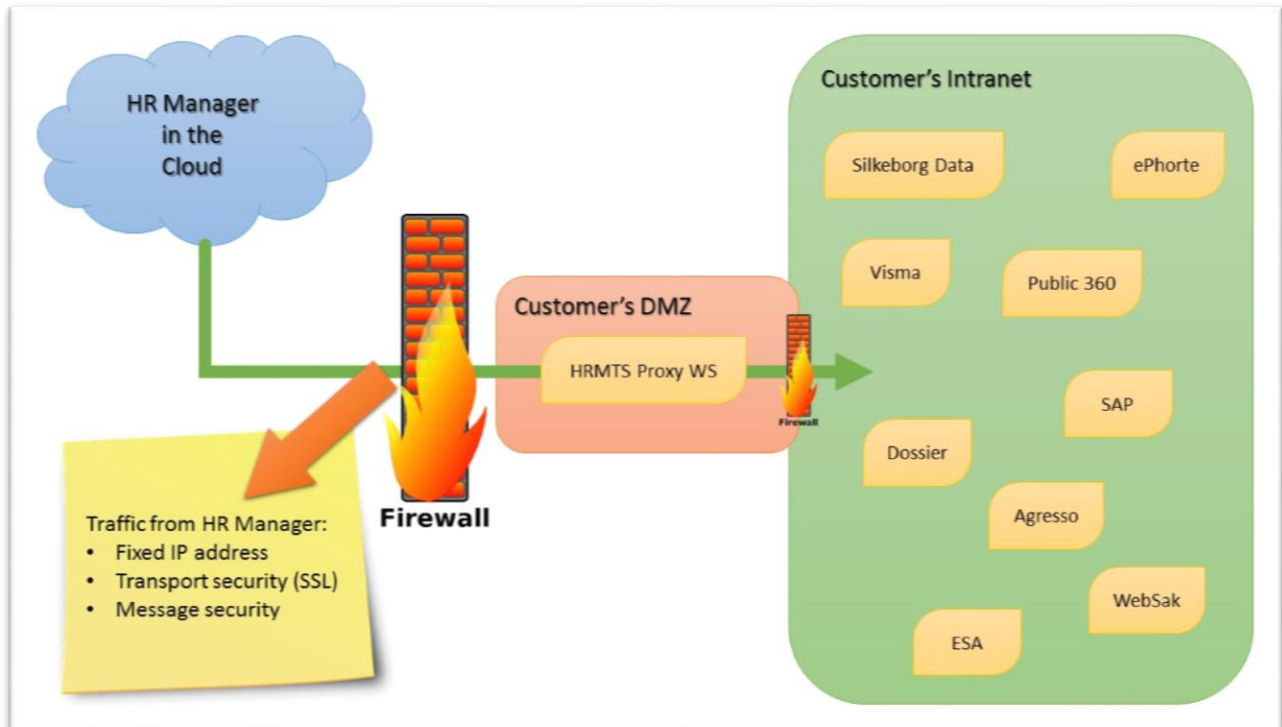 HR Manager
in the
Cloud
Customer's Intranet
Silkeborg Data
ePhorte
Visma
Public 360
Customer's DMZ
HRMTS Proxy WS
Firewall
SAP
Dossier
Agresso
WebSak
ESA
Firewall
Traffic from HR Manager:
• Fixed IP address
• Transport security (SSL)
• Message security